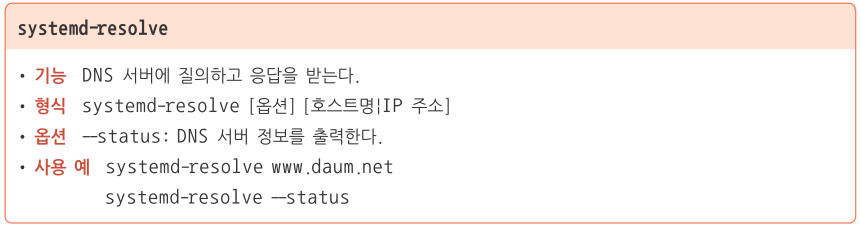 systemd-resolve
• 기능 DNS 서버에 질의하고 응답을 받는다.
• 형식 systemd-resolve [옵션] [호스트명|IP 주소]
• 옵션 --status: DNS 서버 정보를 출력한다.
• 사용 예 systemd-resolve www.daum.net
systemd-resolve --status